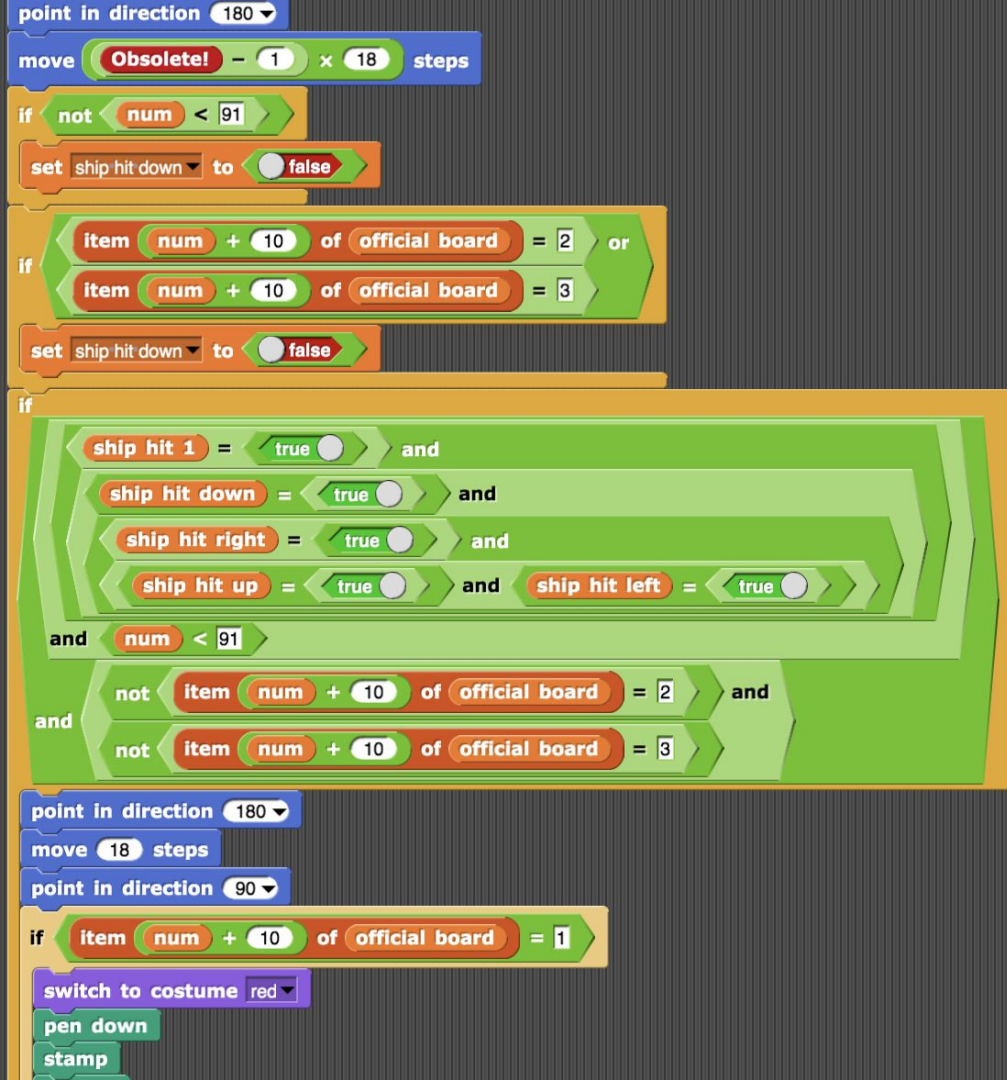 point in direction 180
move Obsolete! - 1 × 18 steps
if not num < 91
set ship hit down to false
item num + 10 of official board = 2 or
if
item num + 10 of official board = 3
set ship hit down to false
if
ship hit 1 = true and
ship hit down = true and
ship hit right = true and
ship hit up = true and ship hit left = true
and num < 91
not item num + 10 of official board = 2 and
and
not item num + 10 of official board = 3
point in direction 180
move 18 steps
point in direction 90
if item num + 10 of official board = 1
switch to costume red
pen down
stamp